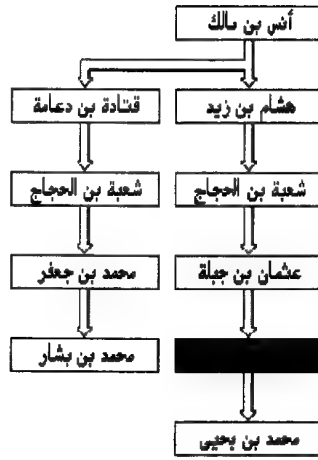 أنس بن مالك
هشام بن زيد
قتادة بن دعامة
شعبة بن الحجاج
شعبة بن الحجاج
عثمان بن جبلة
محمد بن جعفر
محمد بن بشار
محمد بن يحيى